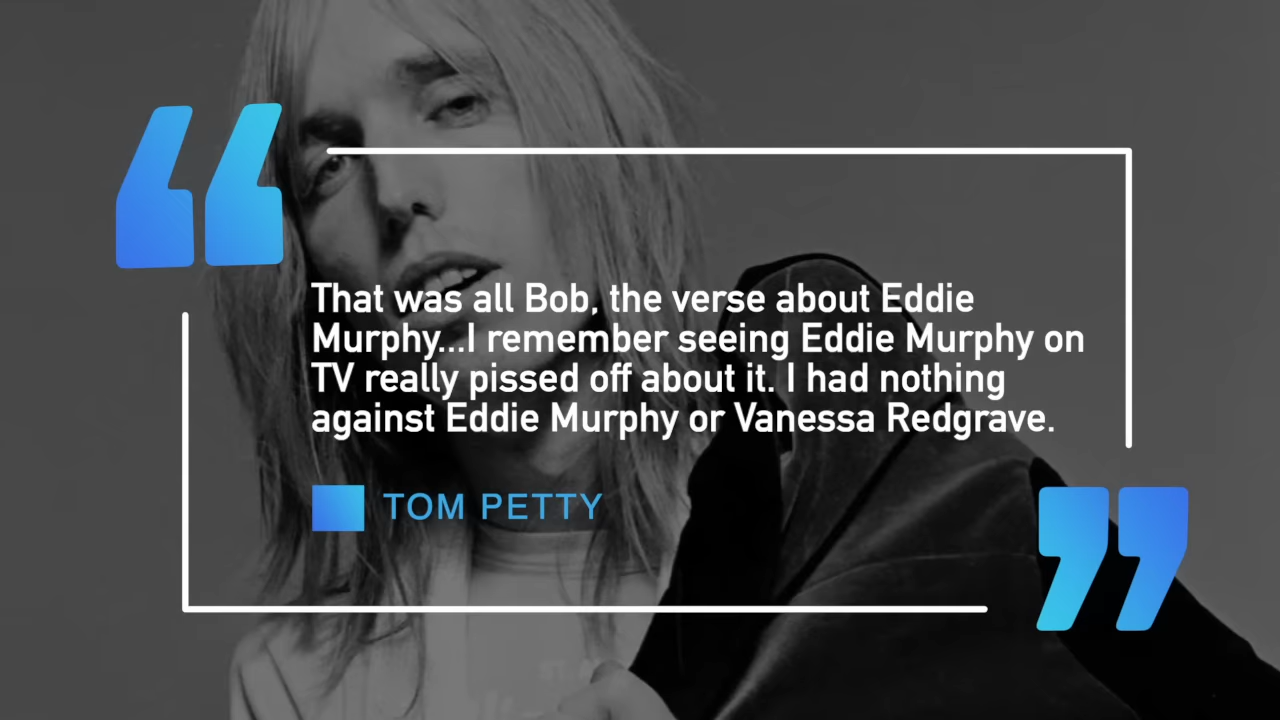 That was all Bob, the verse about Eddie
Murphy...I remember seeing Eddie Murphy on
TV really pissed off about it. I had nothing
against Eddie Murphy or Vanessa Redgrave.
TOM PETTY